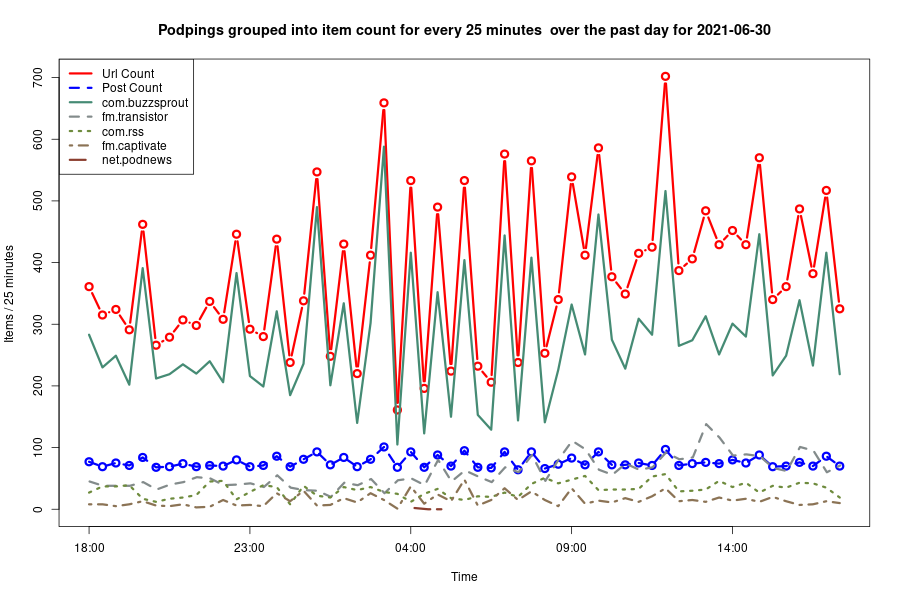 Podpings grouped into item count for every 25 minutes  over the past day for 2021-06-30
Url Count
Post Count
com.buzzsprout
fm.transistor
com.rss
fm.captivate
net.podnews
700
600
500
400
300
200
100
0
Items / 25 minutes
18:00 23:00 04:00 09:00 14:00
Time